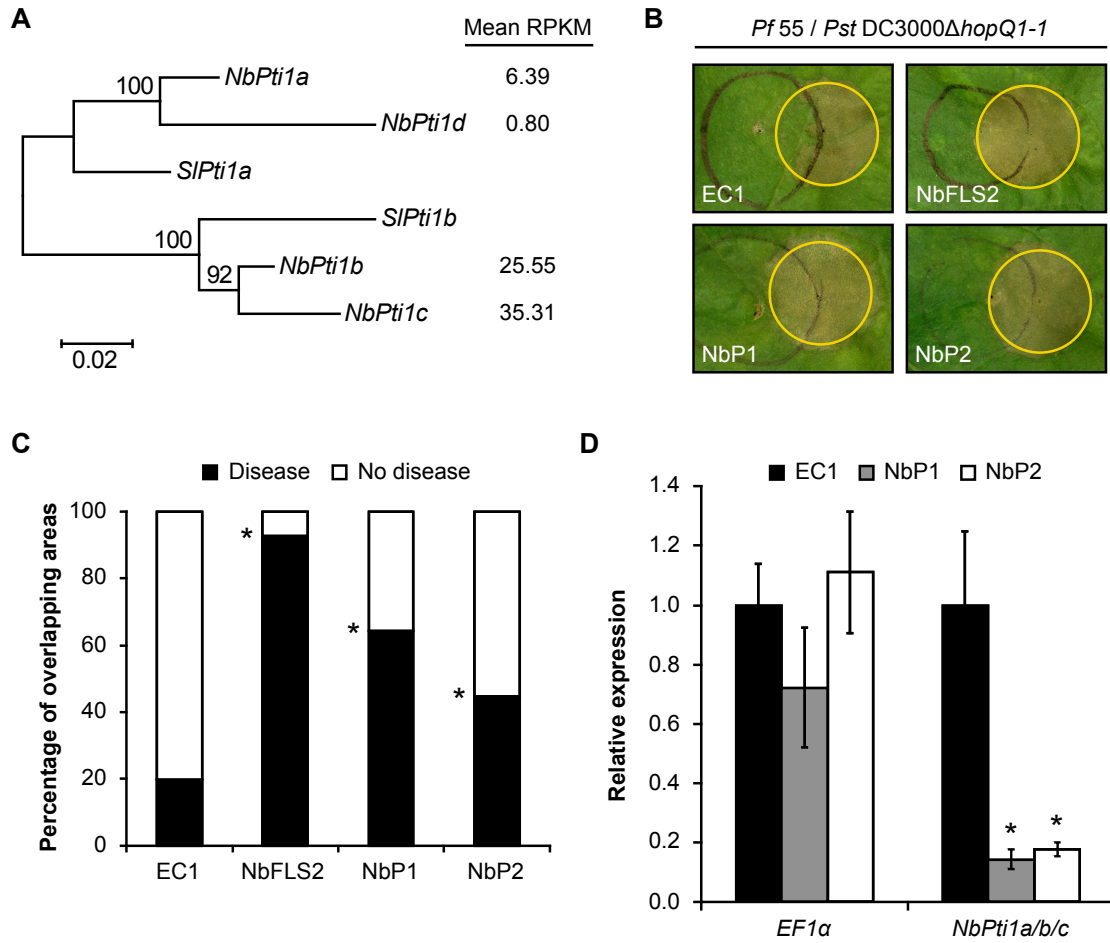 A
Mean RPKM
100
NbPti1a
6.39
NbPti1d
0.80
SlPti1a
SlPti1b
100
NbPti1b
25.55
92
NbPti1c
35.31
0.02
B
Pf 55 / Pst DC3000ΔhopQ1-1
EC1
NbFLS2
NbP1
NbP2
C
Disease
No disease
Percentage of overlapping areas
100
80
60
40
20
0
*
*
*
EC1
NbFLS2
NbP1
NbP2
D
EC1
NbP1
NbP2
Relative expression
1.4
1.2
1.0
0.8
0.6
0.4
0.2
0.0
*
*
EF1α
NbPti1a/b/c